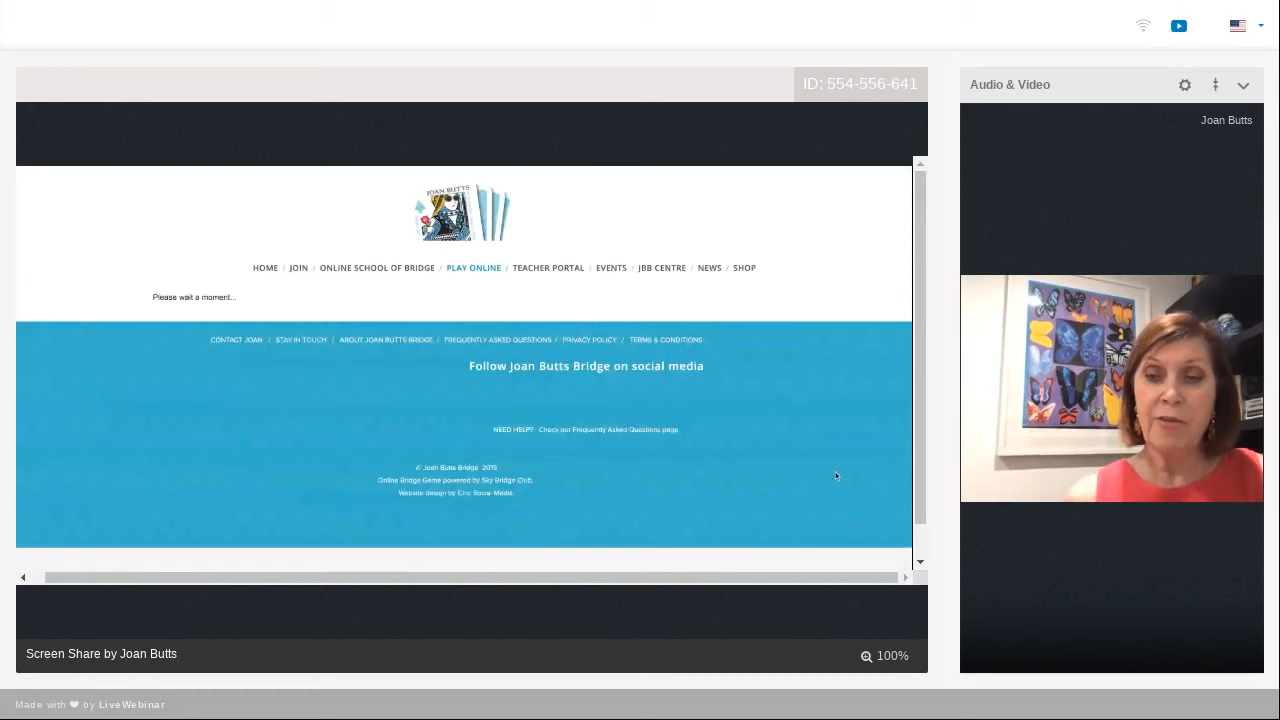 ID: 554-556-641
Audio & Video
Joan Butts
JOAN BUTTS
HOME / JOIN / ONLINE SCHOOL OF BRIDGE / PLAY ONLINE / TEACHER PORTAL / EVENTS / JBB CENTRE / NEWS / SHOP
Please wait a moment...
CONTACT JOAN / STAY IN TOUCH / ABOUT JOAN BUTTS BRIDGE / FREQUENTLY ASKED QUESTIONS / PRIVACY POLICY / TERMS & CONDITIONS
Follow Joan Butts Bridge on social media
NEED HELP? Check our Frequently Asked Questions page.
© Joan Butts Bridge 2019
Online Bridge Game powered by Sky Bridge Club.
Website design by Civic Social Media.
Screen Share by Joan Butts
100%
Made with ❤ by LiveWebinar